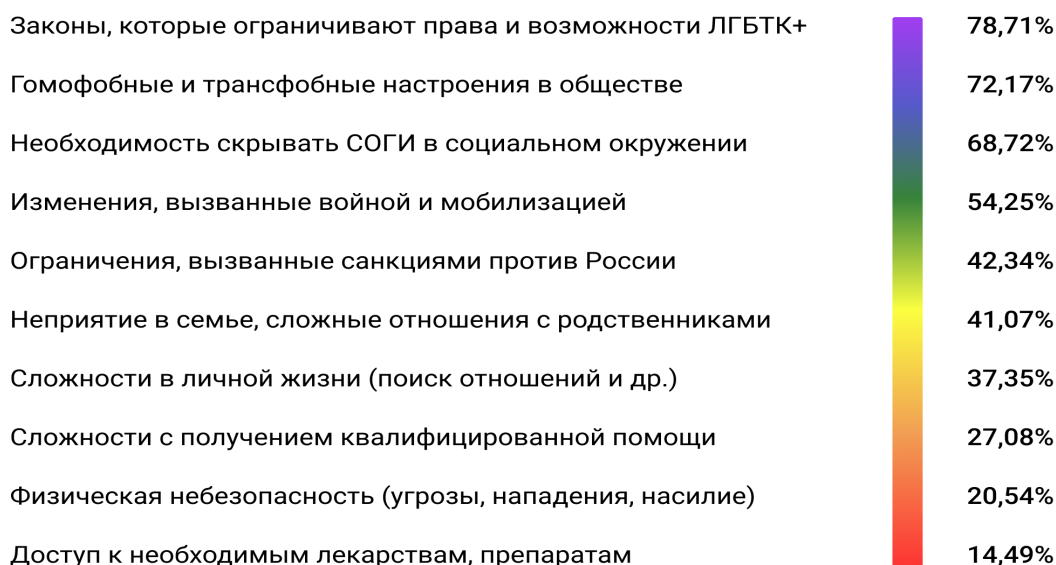 Законы, которые ограничивают права и возможности ЛГБТК+ 78,71%
Гомофобные и трансфобные настроения в обществе 72,17%
Необходимость скрывать СОГИ в социальном окружении 68,72%
Изменения, вызванные войной и мобилизацией 54,25%
Ограничения, вызванные санкциями против России 42,34%
Неприятие в семье, сложные отношения с родственниками 41,07%
Сложности в личной жизни (поиск отношений и др.) 37,35%
Сложности с получением квалифицированной помощи 27,08%
Физическая небезопасность (угрозы, нападения, насилие) 20,54%
Доступ к необходимым лекарствам, препаратам 14,49%